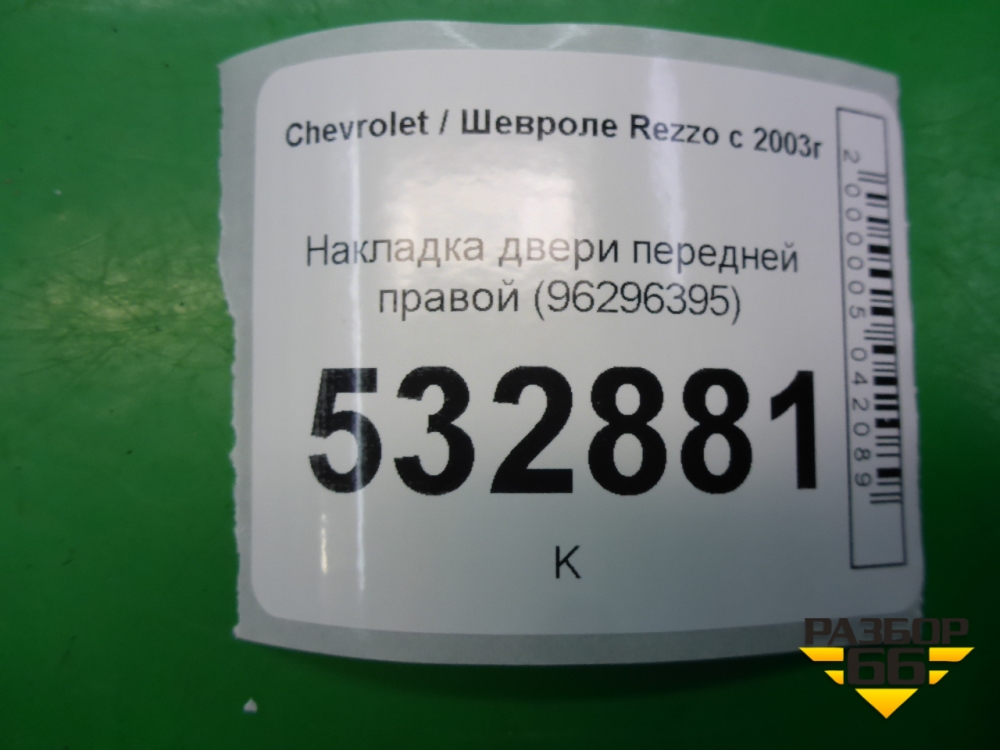 Chevrolet / Шевроле Rezzo с 2003г
Накладка двери передней
правой (96296395)
532881
К
2000005042089
РАЗБОР
66